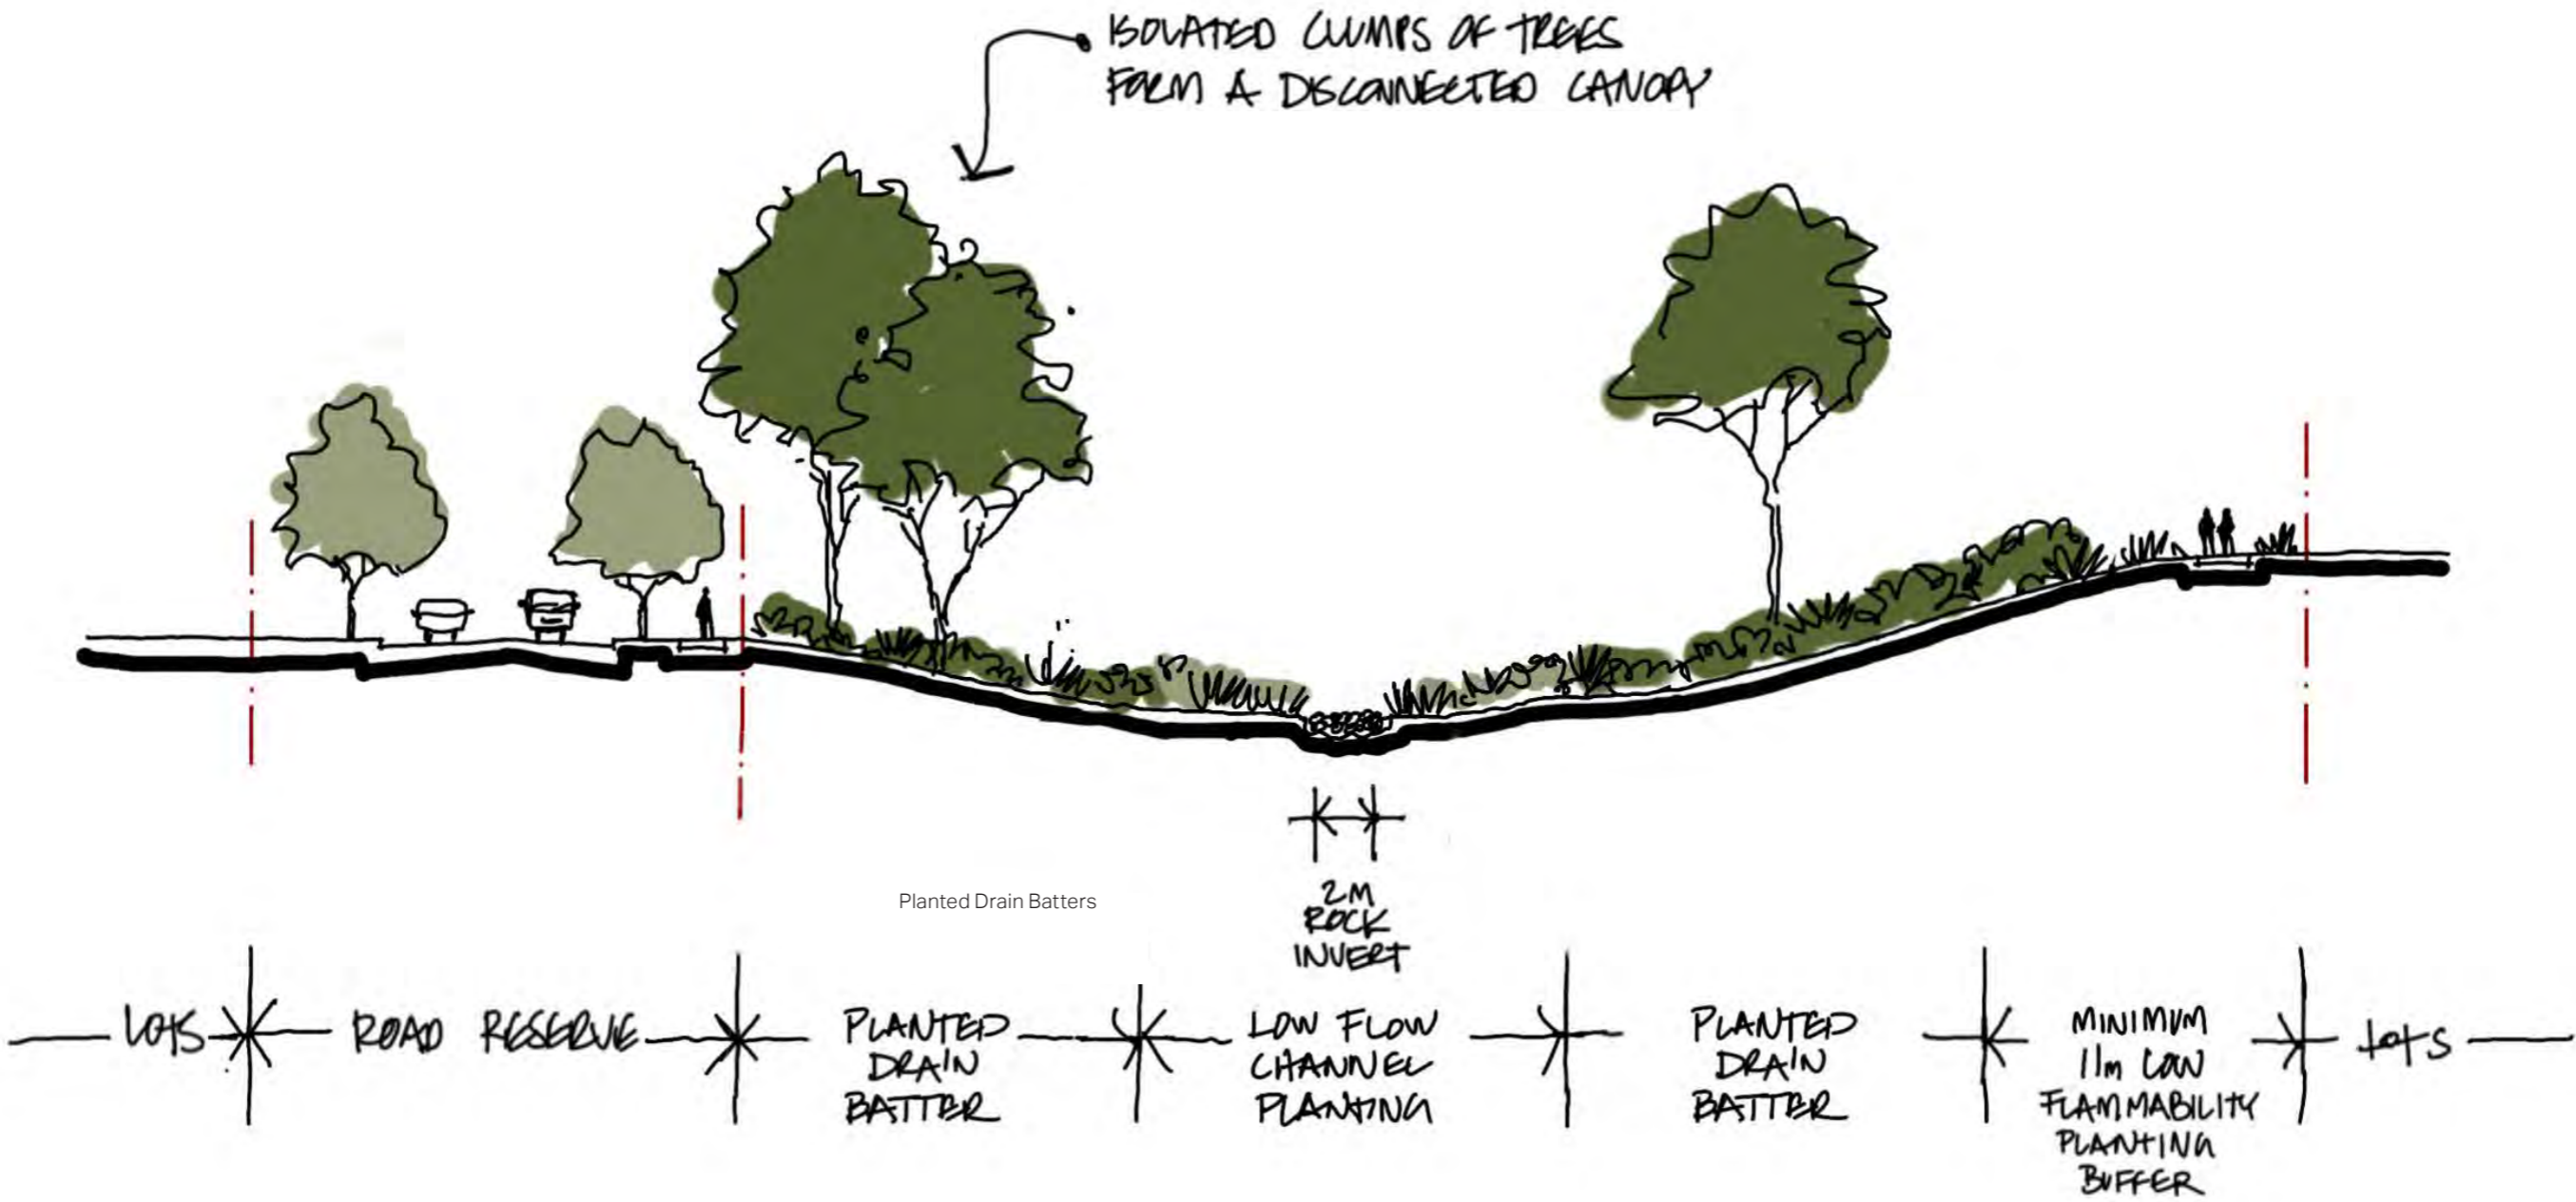 ISOLATED CLUMPS OF TREES
FORM A DISCONNECTED CANOPY
Planted Drain Batters
2M
ROCK
INVERT
LOTS
ROAD RESERVE
PLANTED
DRAIN
BATTER
LOW FLOW
CHANNEL
PLANTING
PLANTED
DRAIN
BATTER
MINIMUM
11m LOW
FLAMMABILITY
PLANTING
BUFFER
LOTS